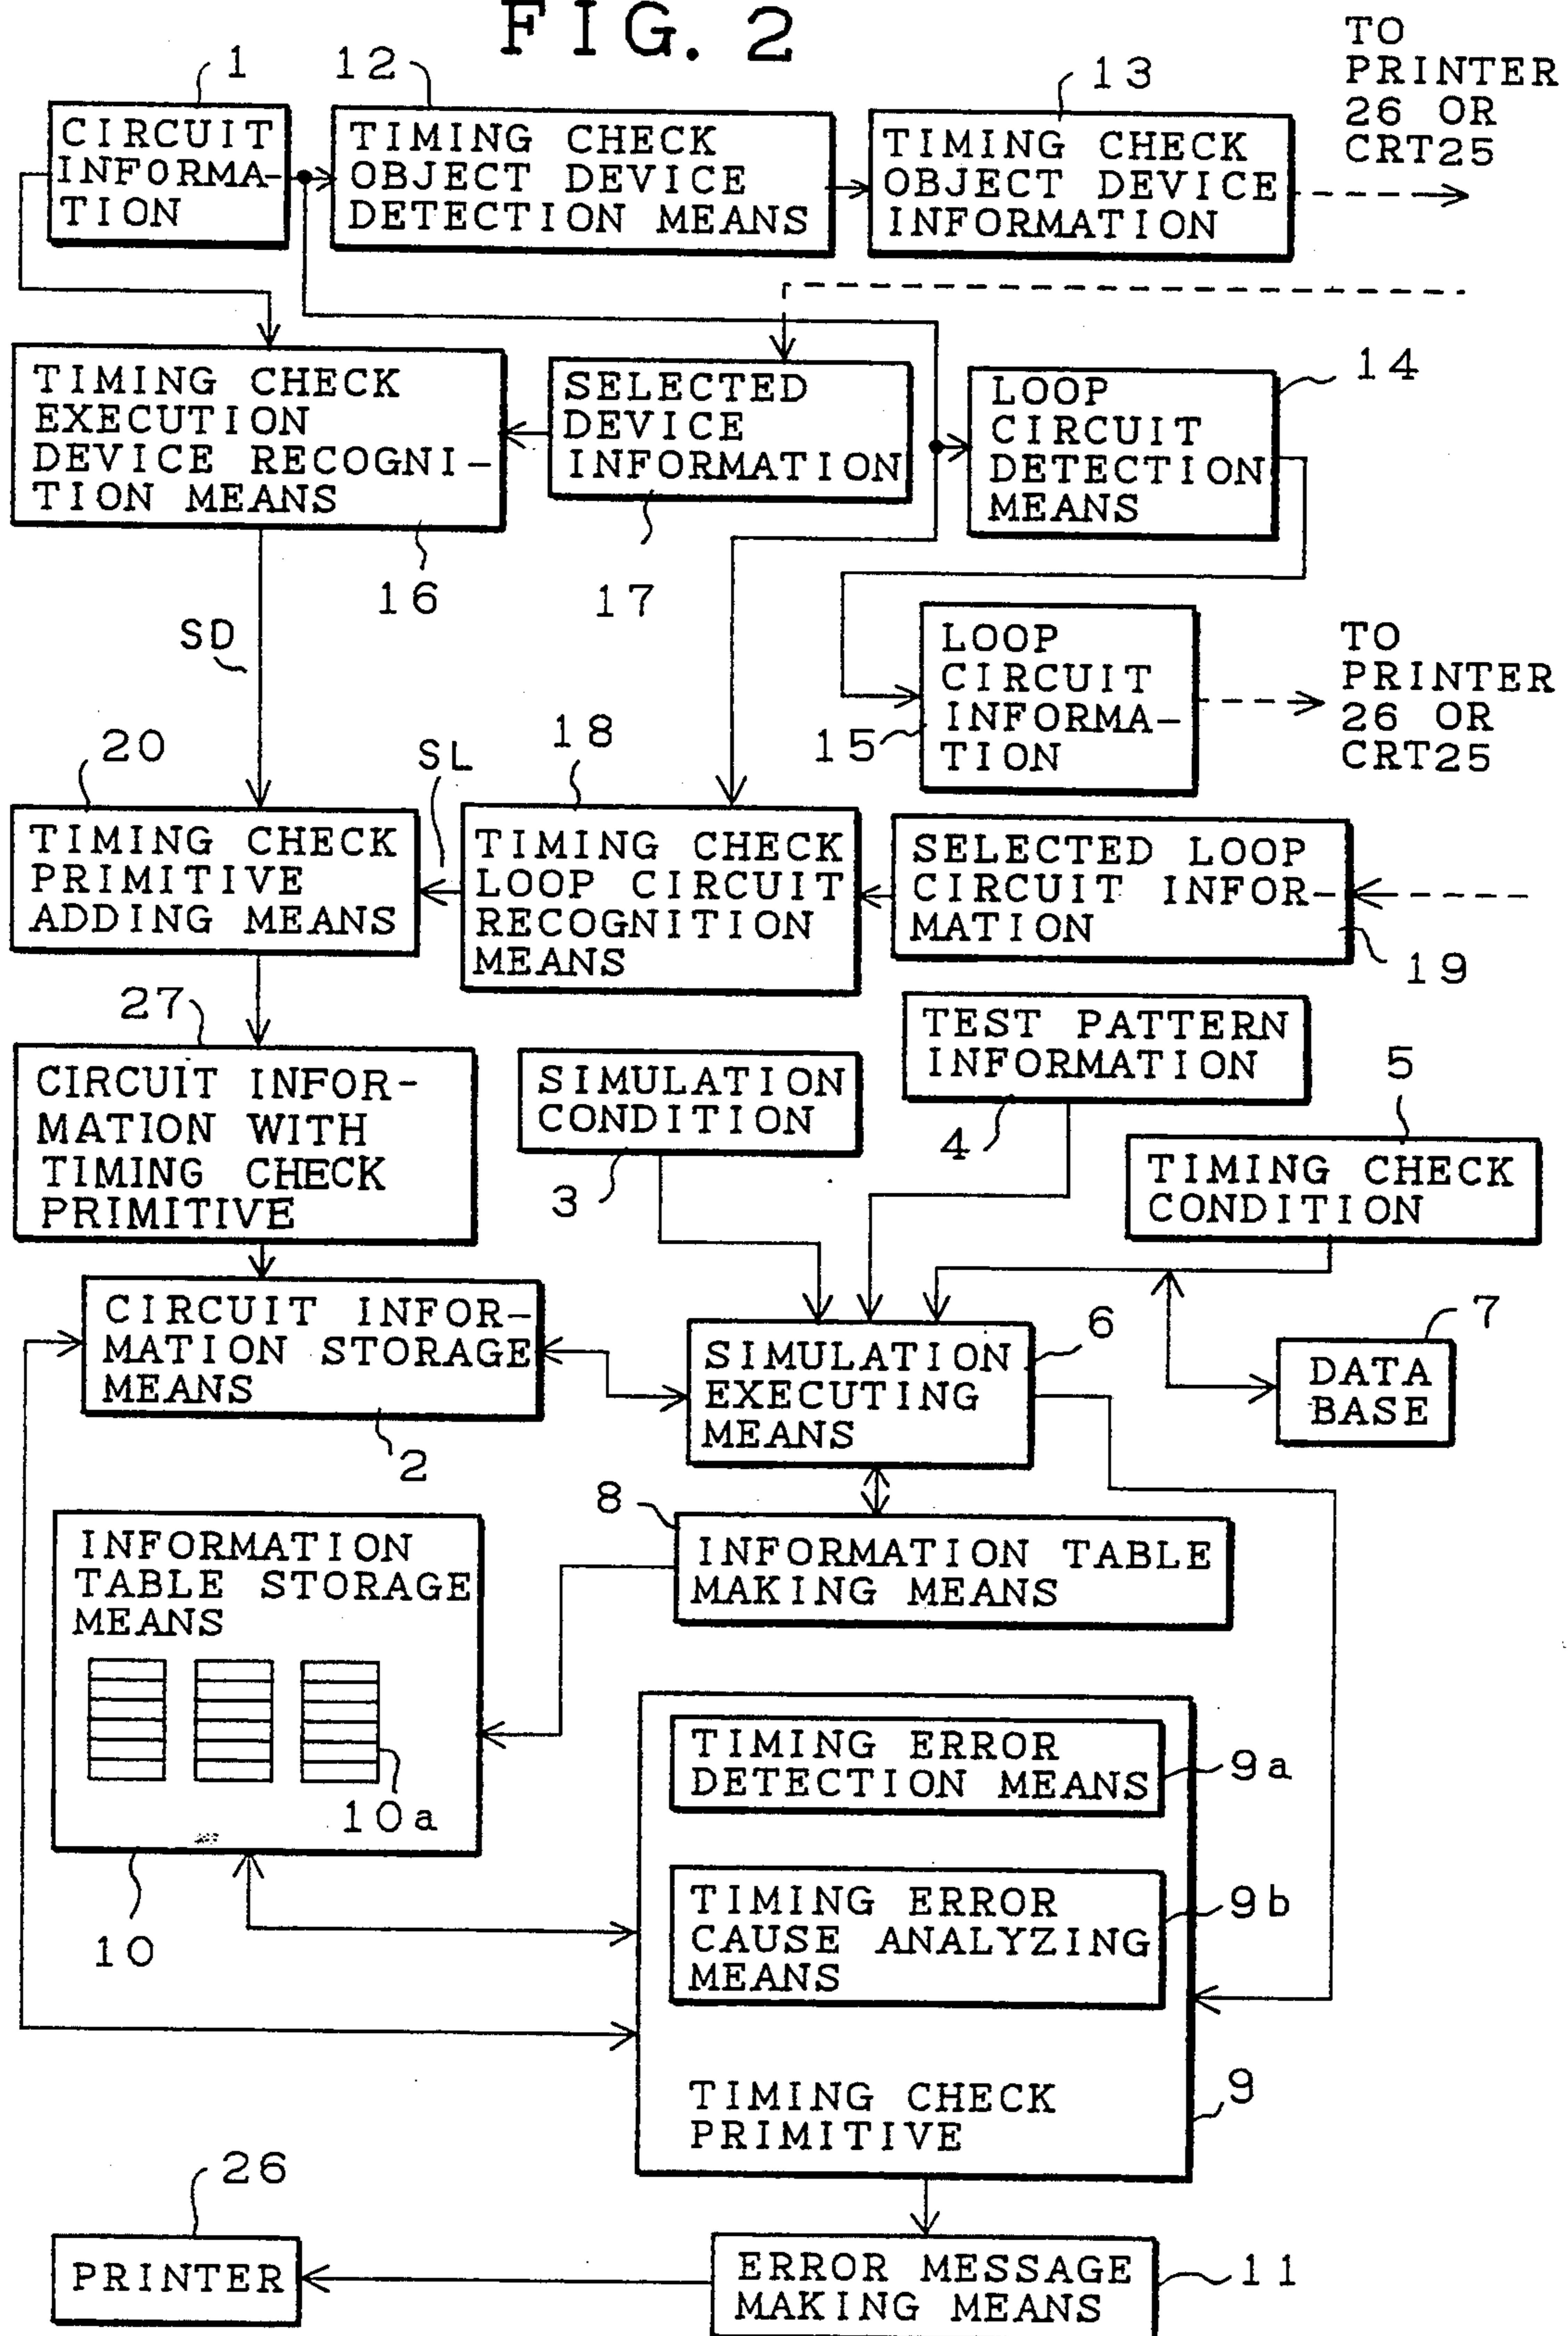 FIG. 2
1
12
13
TO
PRINTER
26 OR
CRT25
CIRCUIT
INFORMA-
TION
TIMING CHECK
OBJECT DEVICE
DETECTION MEANS
TIMING CHECK
OBJECT DEVICE
INFORMATION
TIMING CHECK
EXECUTION
DEVICE RECOGNI-
TION MEANS
16
SELECTED
DEVICE
INFORMATION
17
LOOP
CIRCUIT
DETECTION
MEANS
14
SD
LOOP
CIRCUIT
INFORMA-
TION
15
TO
PRINTER
26 OR
CRT25
20
SL
18
TIMING CHECK
PRIMITIVE
ADDING MEANS
TIMING CHECK
LOOP CIRCUIT
RECOGNITION
MEANS
SELECTED LOOP
CIRCUIT INFOR-
MATION
19
27
CIRCUIT INFOR-
MATION WITH
TIMING CHECK
PRIMITIVE
SIMULATION
CONDITION
3
TEST PATTERN
INFORMATION
4
5
TIMING CHECK
CONDITION
CIRCUIT INFOR-
MATION STORAGE
MEANS
2
SIMULATION
EXECUTING
MEANS
6
7
DATA
BASE
8
INFORMATION TABLE
MAKING MEANS
INFORMATION
TABLE STORAGE
MEANS
10a
10
TIMING ERROR
DETECTION MEANS
9a
TIMING ERROR
CAUSE ANALYZING
MEANS
9b
TIMING CHECK
PRIMITIVE
9
26
PRINTER
ERROR MESSAGE
MAKING MEANS
11